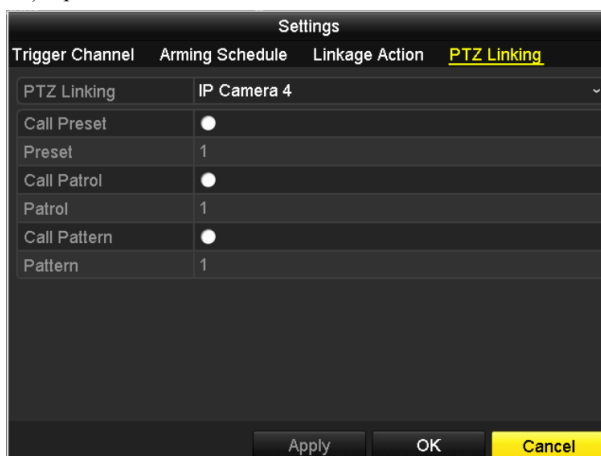 Settings
Trigger Channel Arming Schedule Linkage Action PTZ Linking
PTZ Linking IP Camera 4
Call Preset
Preset 1
Call Patrol
Patrol 1
Call Pattern
Pattern 1
Apply OK Cancel